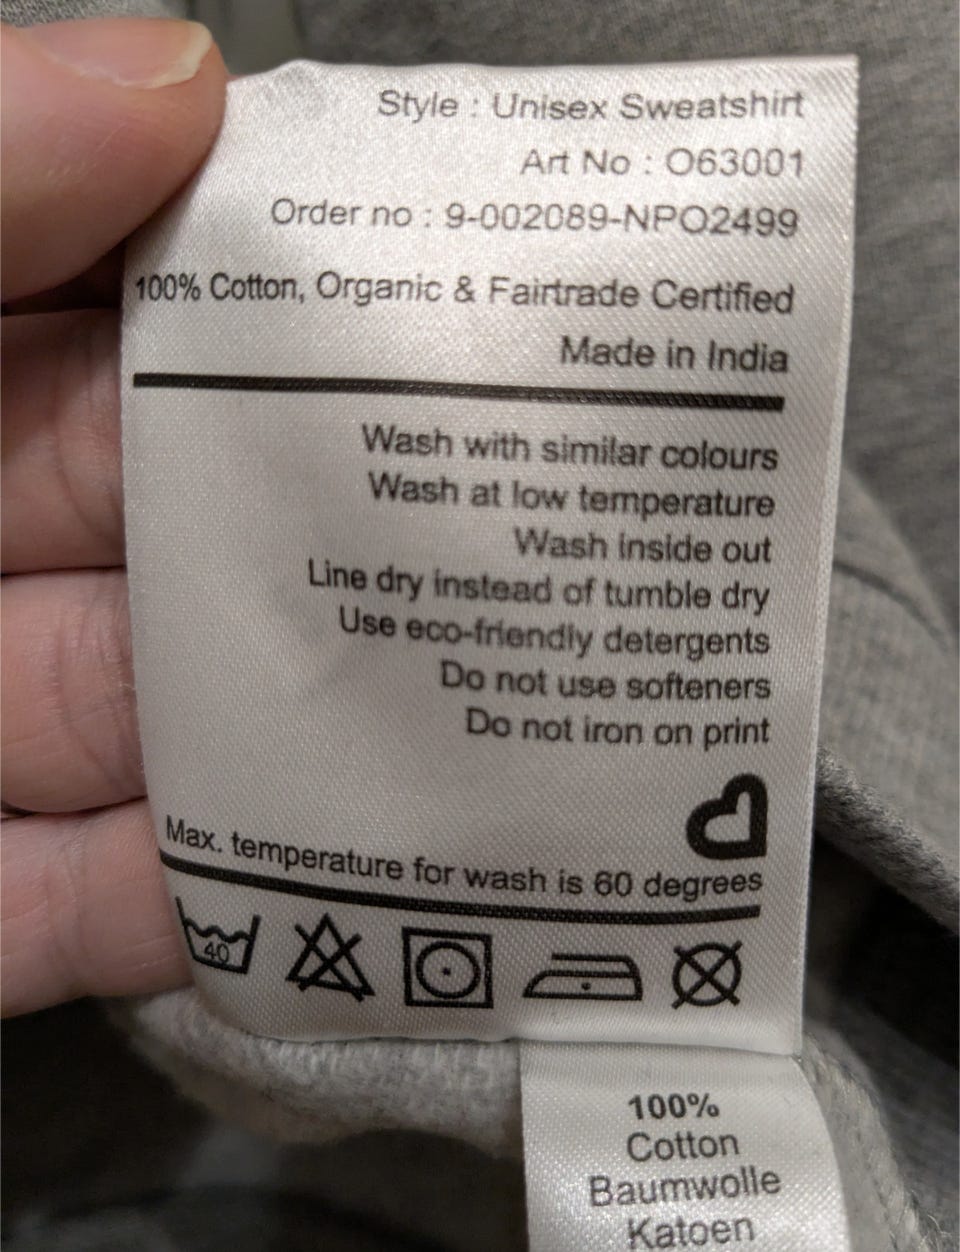 Style : Unisex Sweatshirt
Art No : O63001
Order no : 9-002089-NPO2499
100% Cotton, Organic & Fairtrade Certified
Made in India
Wash with similar colours
Wash at low temperature
Wash inside out
Line dry instead of tumble dry
Use eco-friendly detergents
Do not use softeners
Do not iron on print
Max. temperature for wash is 60 degrees
40
100%
Cotton
Baumwolle
Katoen